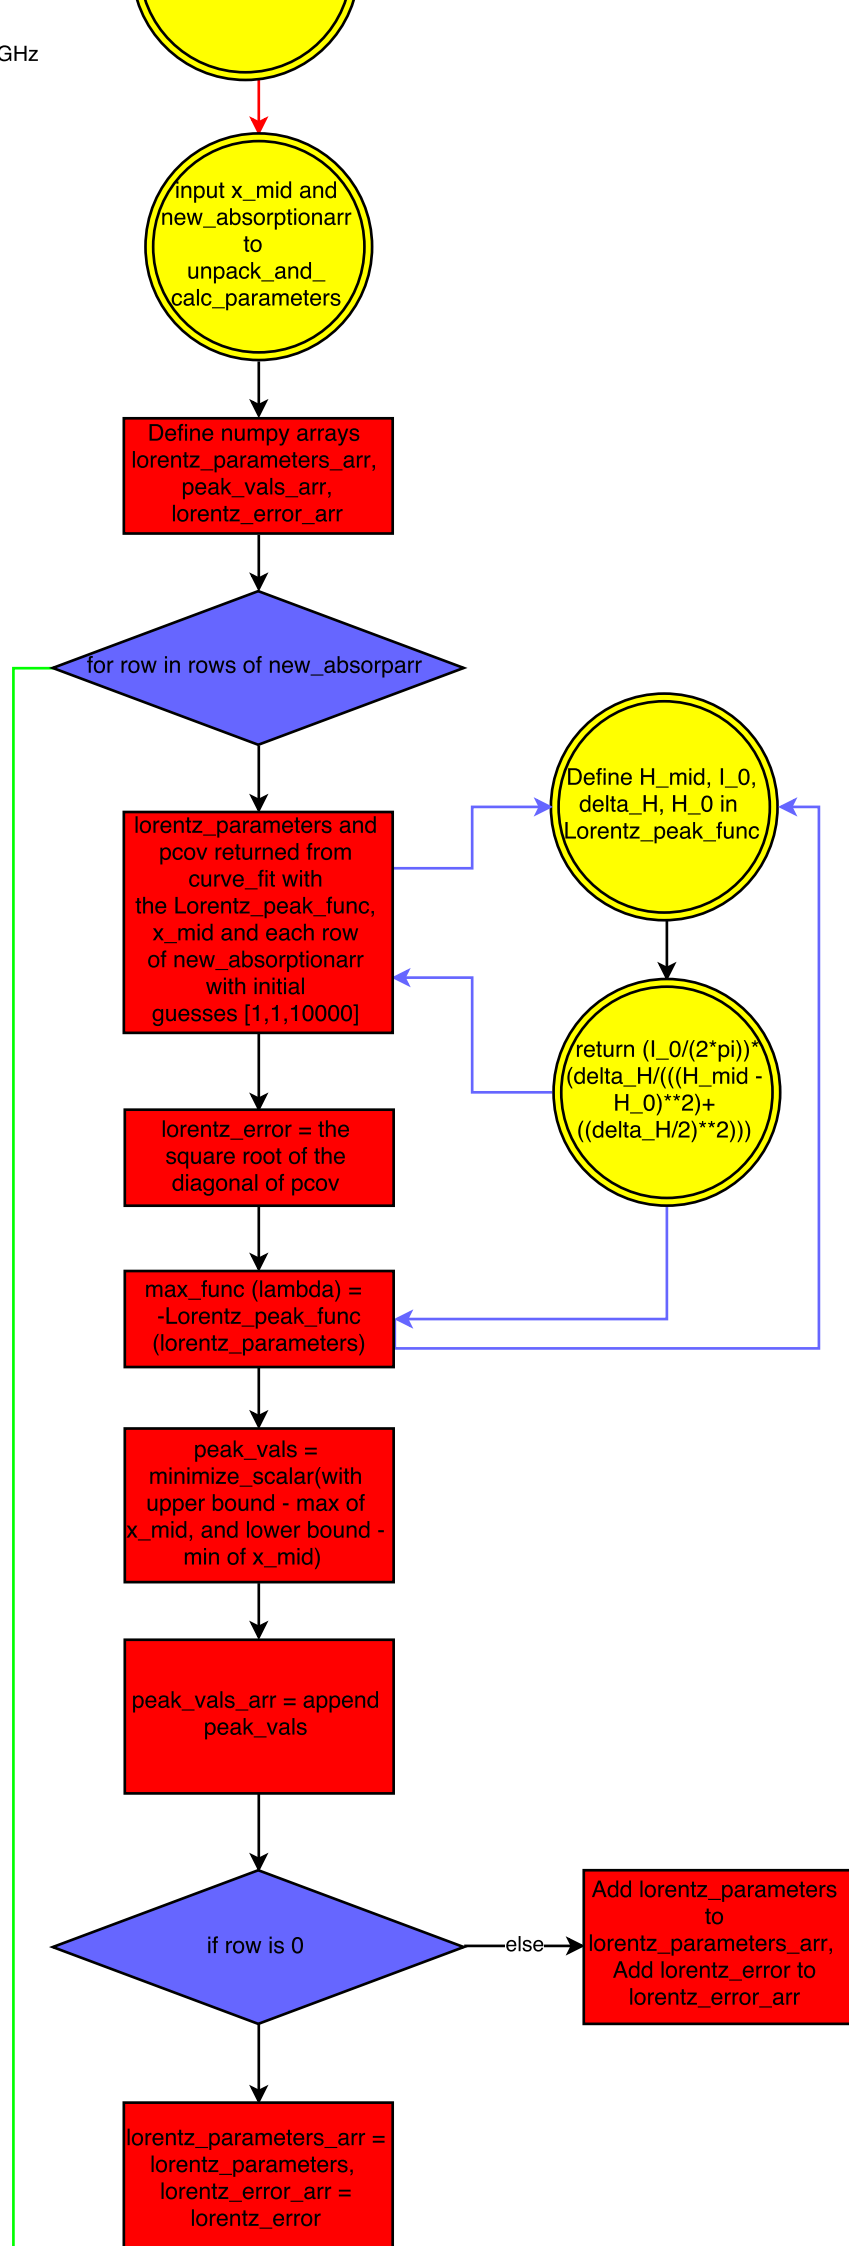 GHz
input x_mid and
new_absorptionarr
to
unpack_and_
calc_parameters
Define numpy arrays
lorentz_parameters_arr,
peak_vals_arr,
lorentz_error_arr
for row in rows of new_absorparr
lorentz_parameters and
pcov returned from
curve_fit with
the Lorentz_peak_func,
x_mid and each row
of new_absorptionarr
with initial
guesses [1,1,10000]
Define H_mid, I_0,
delta_H, H_0 in
Lorentz_peak_func
return (I_0/(2*pi))*
(delta_H/(((H_mid -
H_0)**2)+
((delta_H/2)**2)))
lorentz_error = the
square root of the
diagonal of pcov
max_func (lambda) =
-Lorentz_peak_func
(lorentz_parameters)
peak_vals =
minimize_scalar(with
upper bound - max of
x_mid, and lower bound -
min of x_mid)
peak_vals_arr = append
peak_vals
if row is 0
else
Add lorentz_parameters
to
lorentz_parameters_arr,
Add lorentz_error to
lorentz_error_arr
lorentz_parameters_arr =
lorentz_parameters,
lorentz_error_arr =
lorentz_error